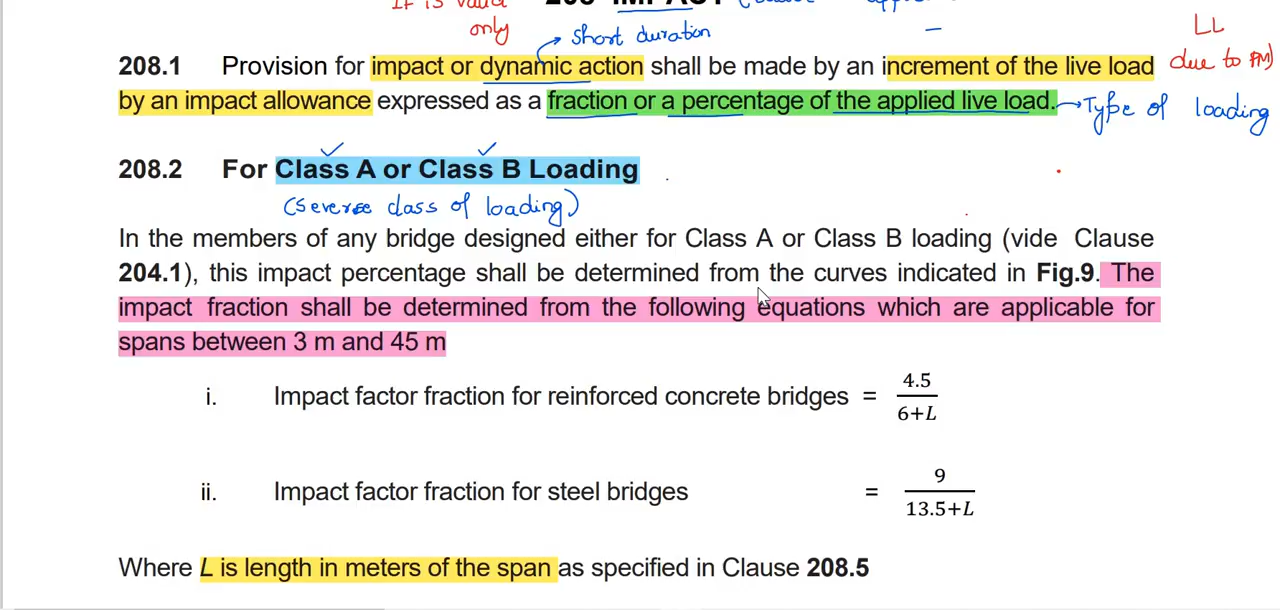 If is valid
only
short duration
LL
due to
208.1 Provision for impact or dynamic action shall be made by an increment of the live load
by an impact allowance expressed as a fraction or a percentage of the applied live load.
Type of loading
208.2 For Class A or Class B Loading
(Severse class of loading)
In the members of any bridge designed either for Class A or Class B loading (vide Clause
204.1), this impact percentage shall be determined from the curves indicated in Fig.9. The
impact fraction shall be determined from the following equations which are applicable for
spans between 3 m and 45 m
i. Impact factor fraction for reinforced concrete bridges = 4.5
6+L
ii. Impact factor fraction for steel bridges = 9
13.5+L
Where L is length in meters of the span as specified in Clause 208.5